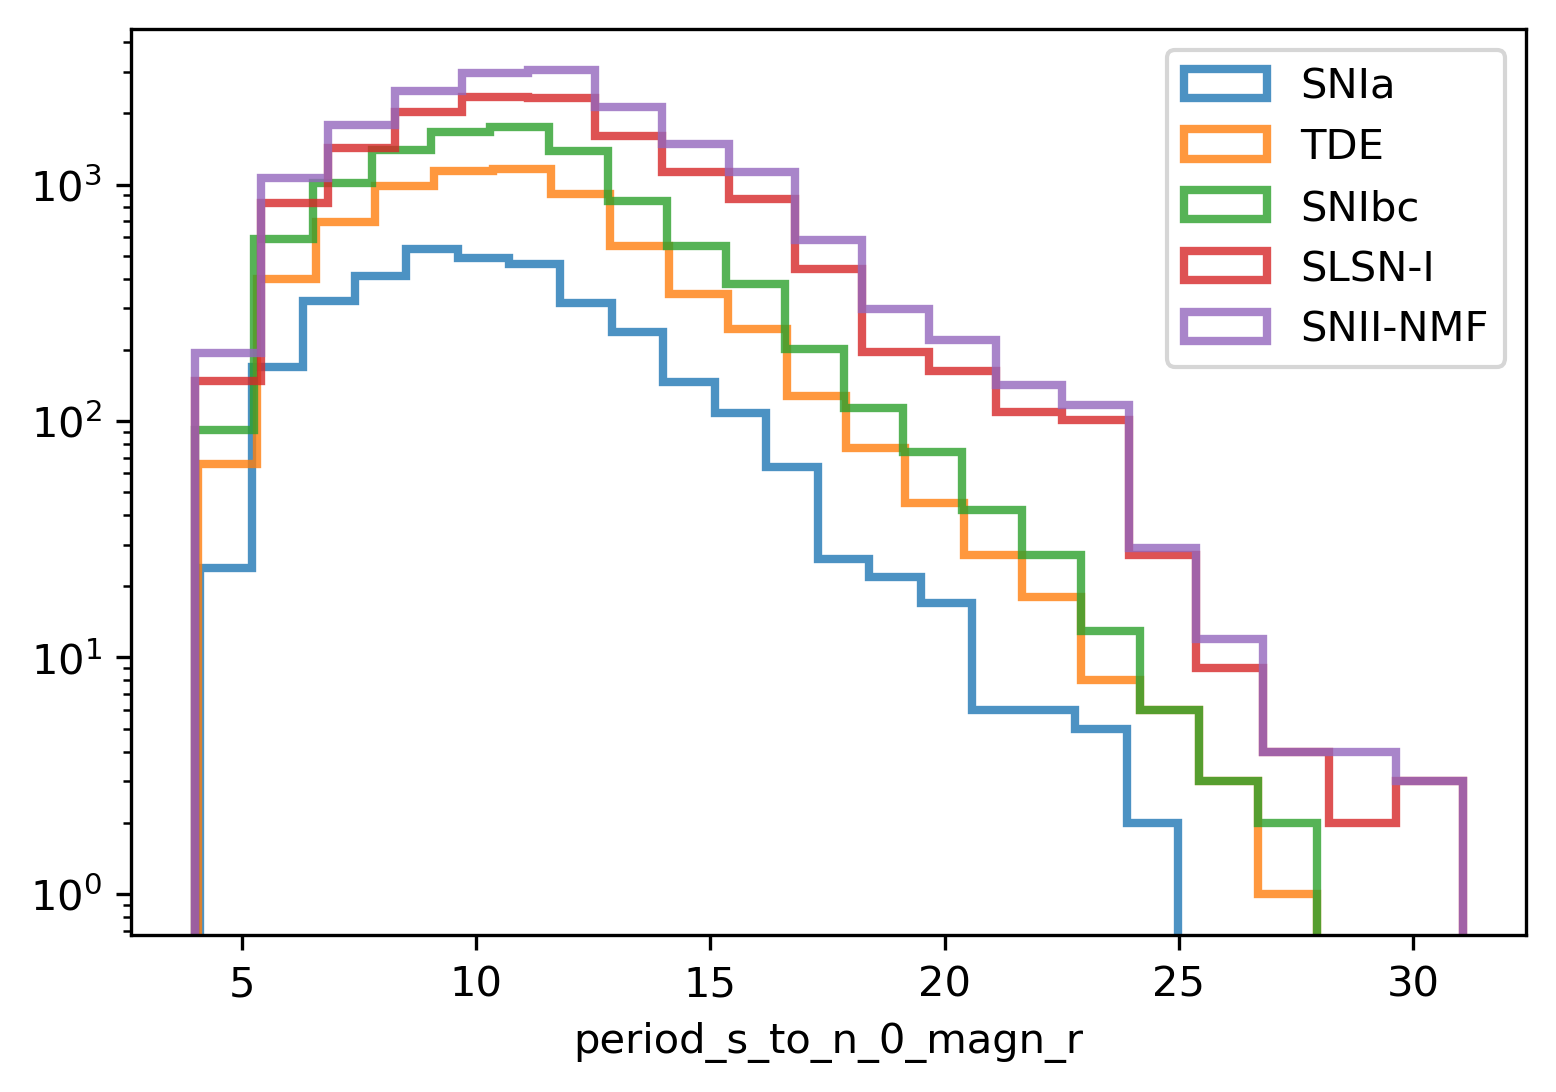 SNIa
TDE
SNIbc
SLSN-I
SNII-NMF
10³
10²
10¹
10⁰
5 10 15 20 25 30
period_s_to_n_0_magn_r